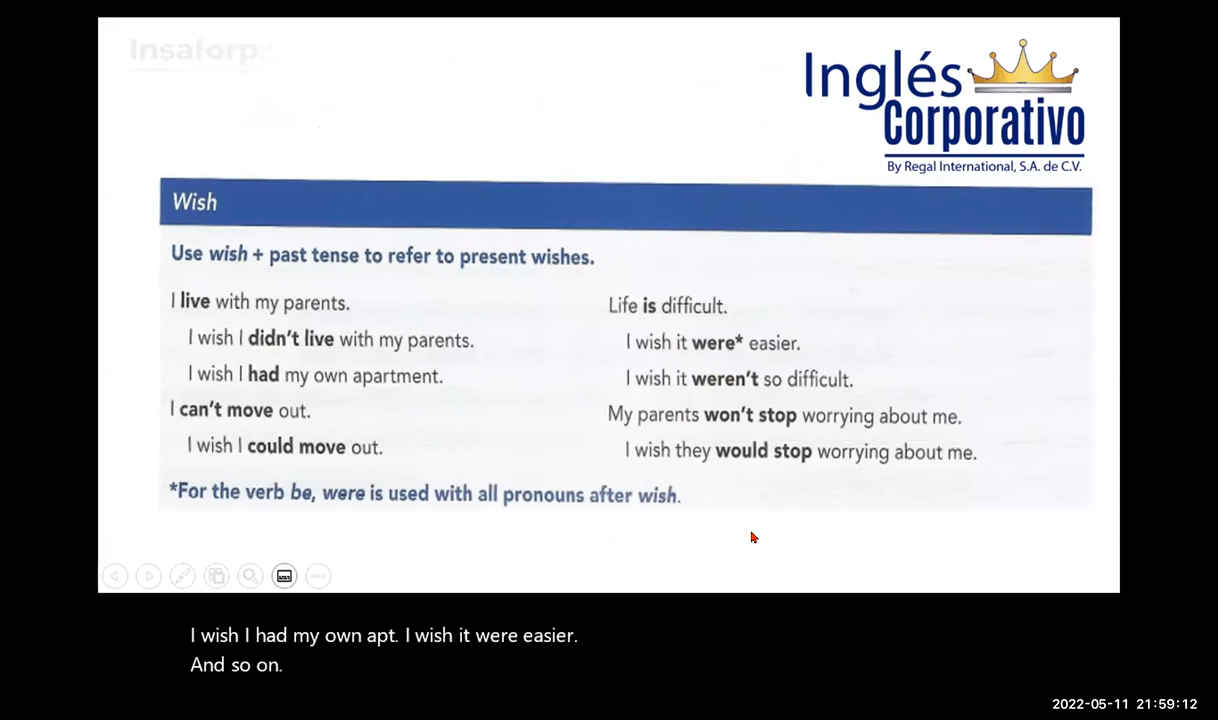 Insaforp
Inglés
Corporativo
By Regal International, S.A. de C.V.
Wish
Use wish + past tense to refer to present wishes.
I live with my parents.
I wish I didn't live with my parents.
I wish I had my own apartment.
I can't move out.
I wish I could move out.
Life is difficult.
I wish it were* easier.
I wish it weren't so difficult.
My parents won't stop worrying about me.
I wish they would stop worrying about me.
*For the verb be, were is used with all pronouns after wish.
I wish I had my own apt. I wish it were easier.
And so on.
2022-05-11 21:59:12